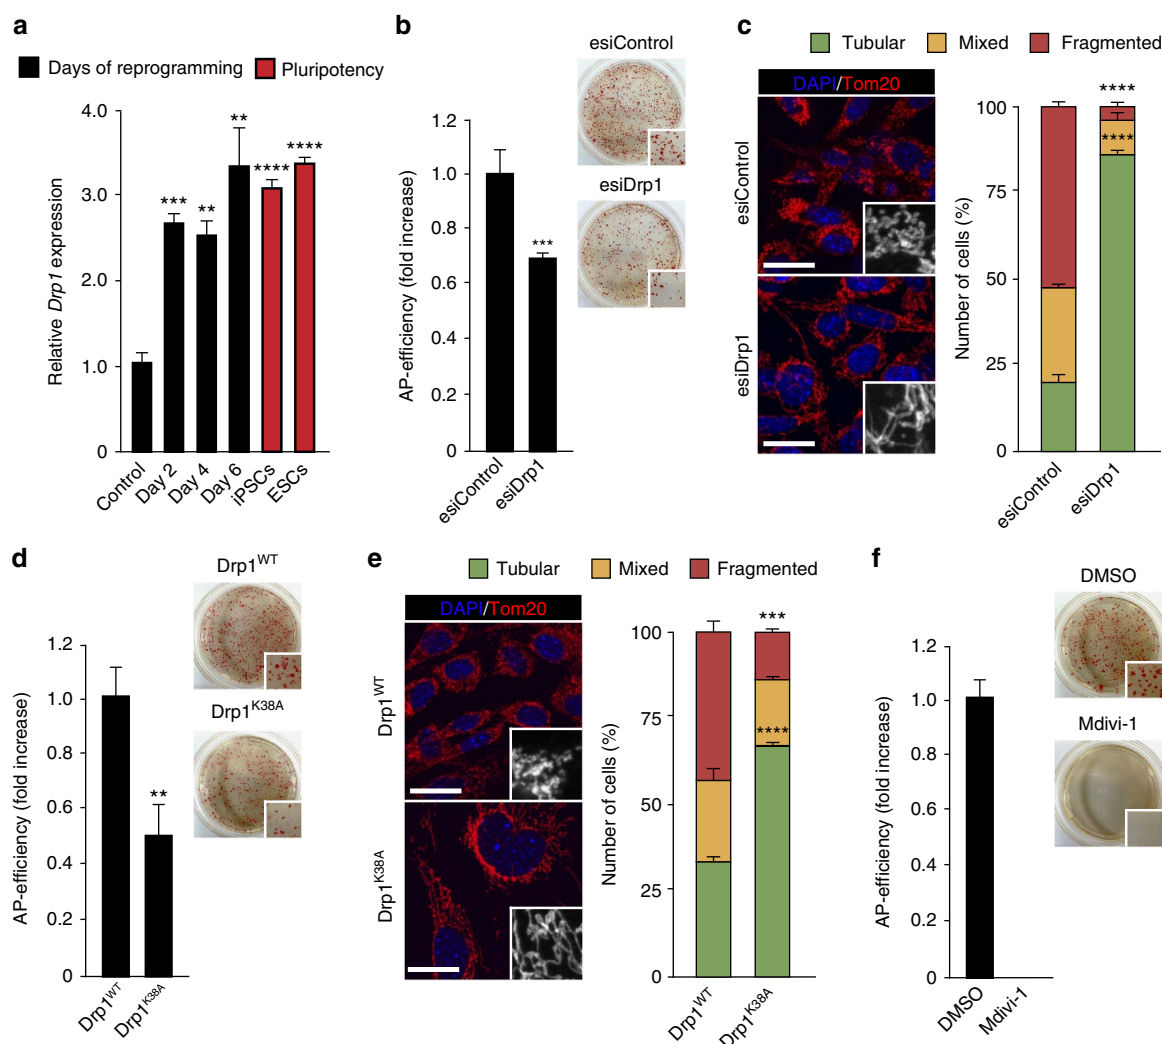 a
Days of reprogramming
Pluripotency
Relative Drp1 expression
4.0
3.0
2.0
1.0
0
***
**
**
****
****
Control
Day 2
Day 4
Day 6
iPSCs
ESCs
b
AP-efficiency (fold increase)
1.2
1.0
0.8
0.6
0.4
0.2
0
***
esiControl
esiDrp1
esiControl
esiDrp1
c
Tubular
Mixed
Fragmented
DAPI/Tom20
esiControl
esiDrp1
Number of cells (%)
100
75
50
25
0
****
****
esiControl
esiDrp1
d
AP-efficiency (fold increase)
1.2
1.0
0.8
0.6
0.4
0.2
0
**
Drp1WT
Drp1K38A
Drp1WT
Drp1K38A
e
Tubular
Mixed
Fragmented
DAPI/Tom20
Drp1WT
Drp1K38A
Number of cells (%)
100
75
50
25
0
***
****
Drp1WT
Drp1K38A
f
AP-efficiency (fold increase)
1.2
1.0
0.8
0.6
0.4
0.2
0
DMSO
Mdivi-1
DMSO
Mdivi-1